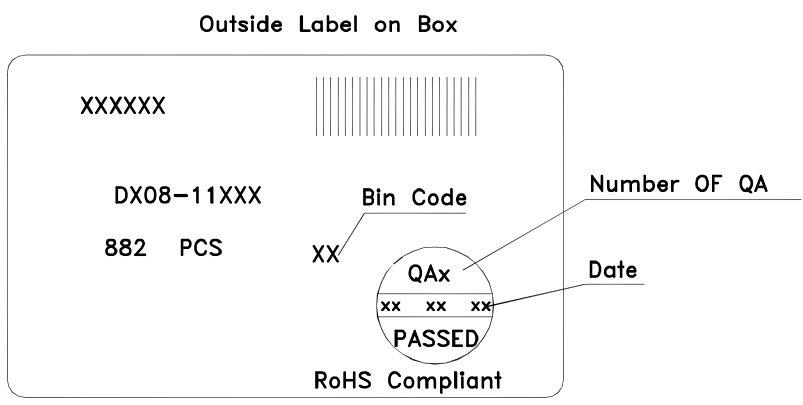 Outside Label on Box
XXXXXX
DX08-11XXX
Bin Code
Number OF QA
882 PCS
XX
QAx
Date
xx xx xx
PASSED
RoHS Compliant